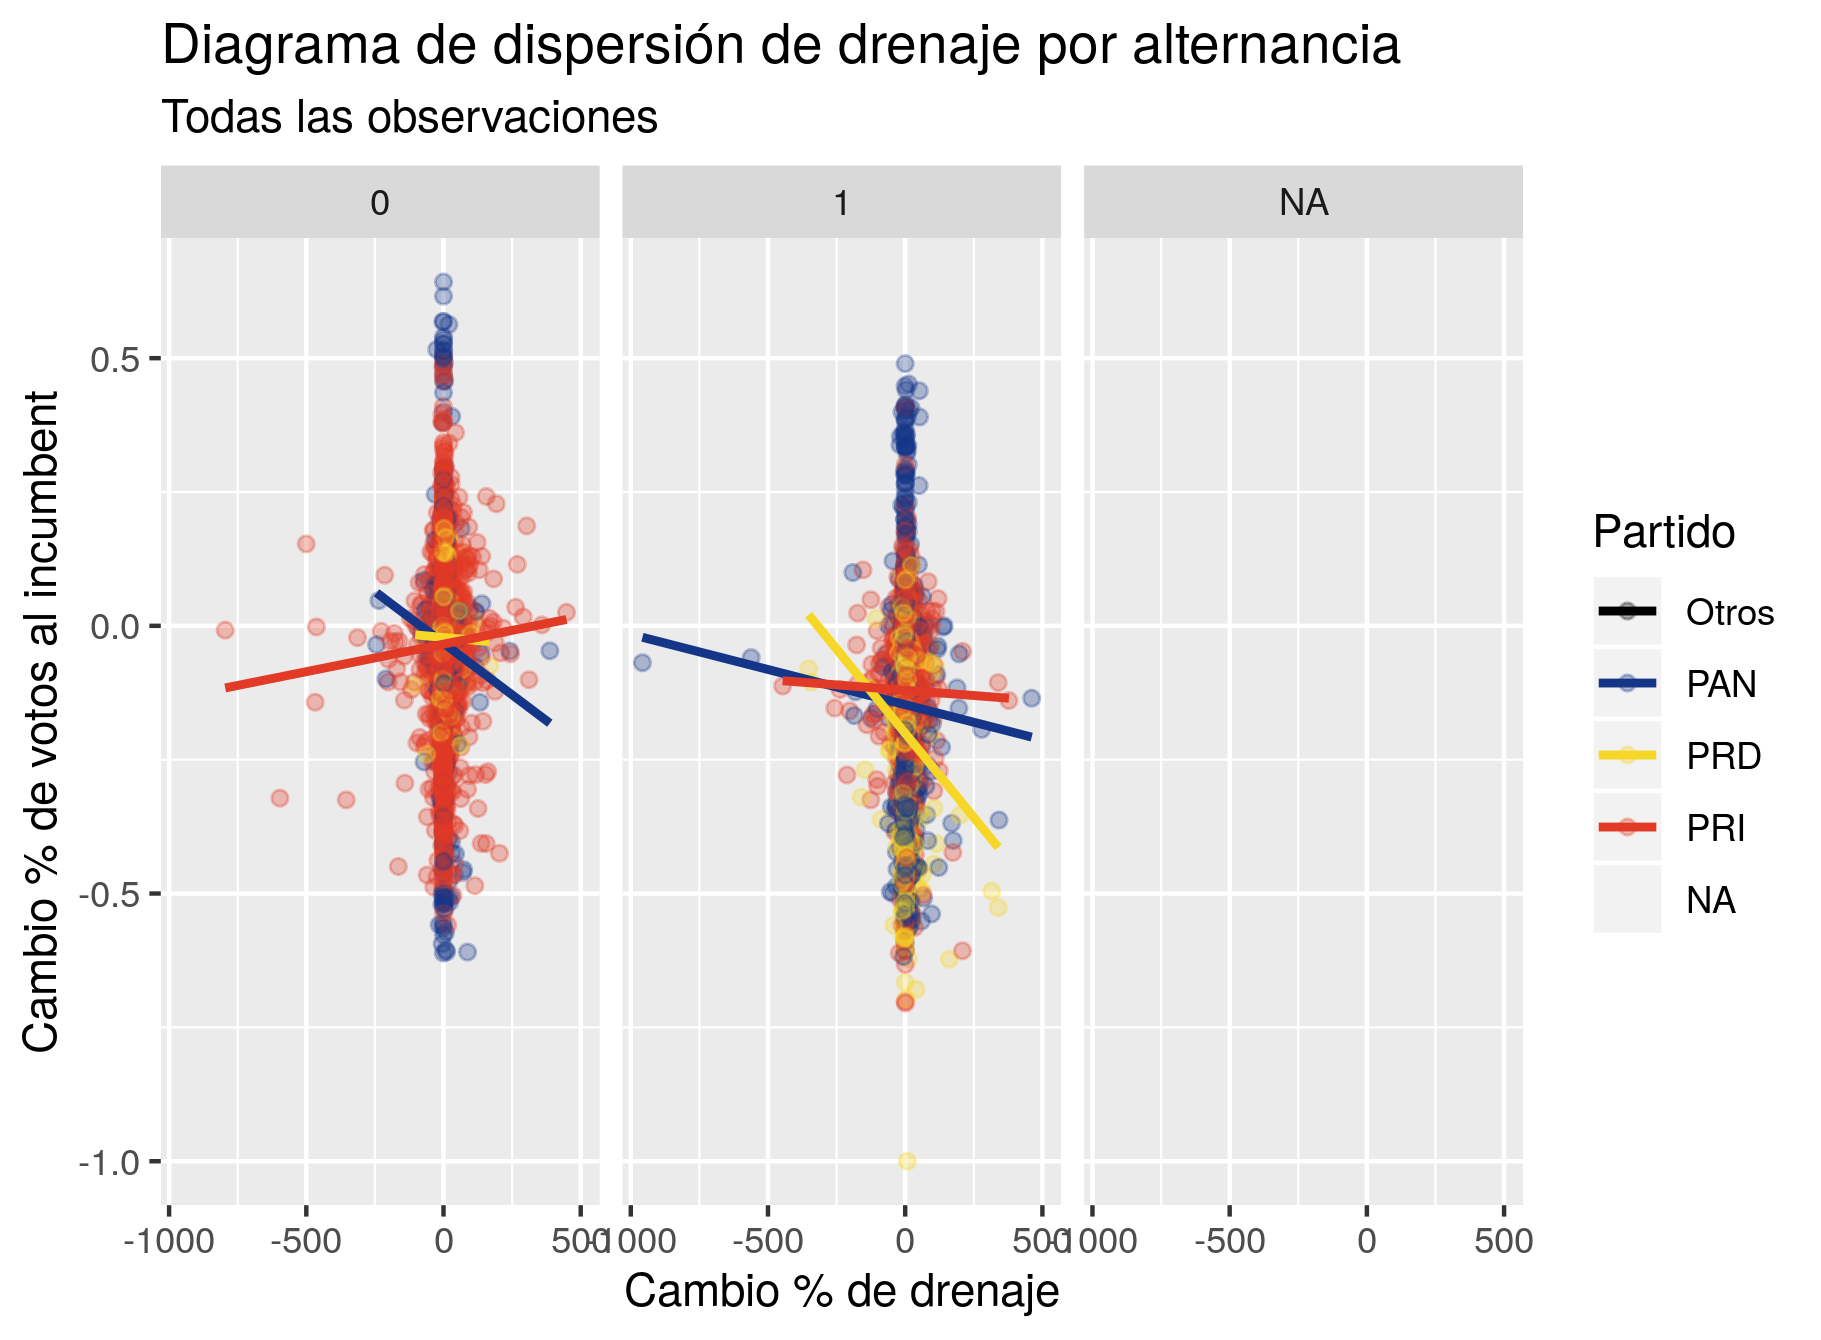 Diagrama de dispersión de drenaje por alternancia
Todas las observaciones
0
1
NA
Cambio % de votos al incumbent
0.5
0.0
-0.5
-1.0
-1000 -500 0 500
-1000 -500 0 500
-1000 -500 0 500
Cambio % de drenaje
Partido
Otros
PAN
PRD
PRI
NA